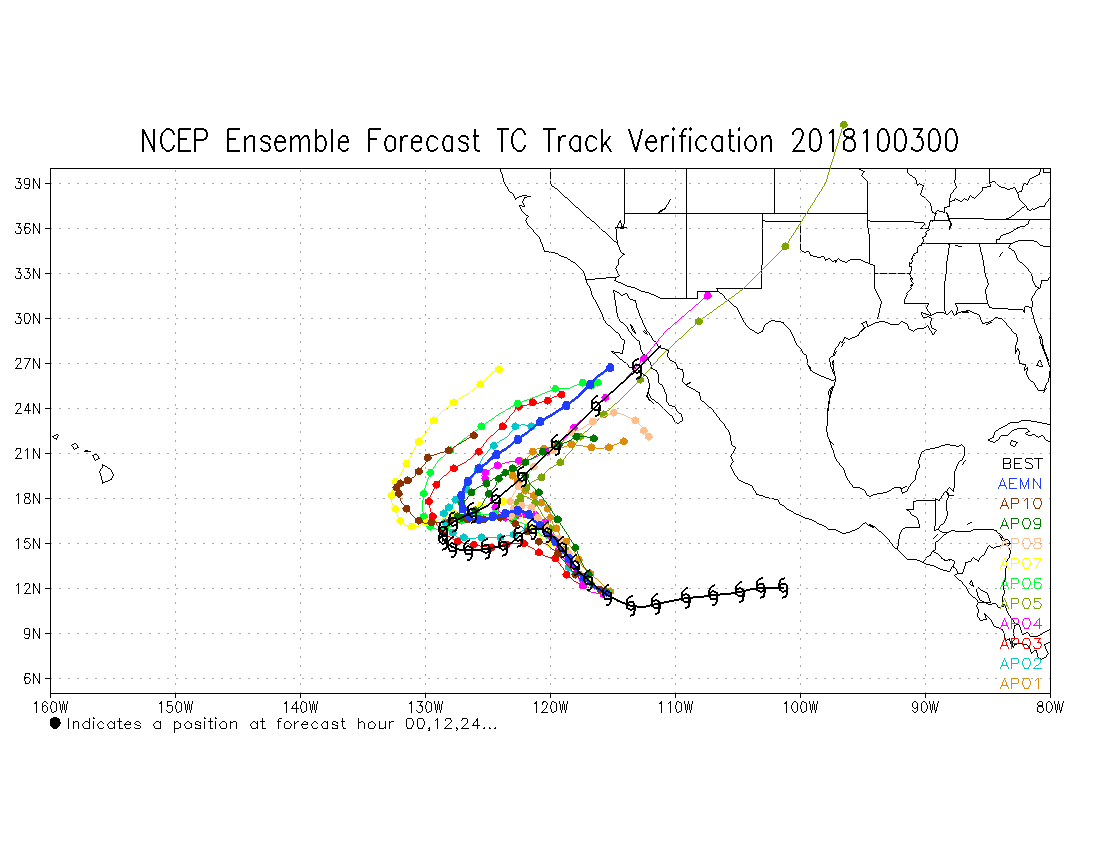 NCEP Ensemble Forecast TC Track Verification 2018100300
39N
36N
33N
30N
27N
24N
21N
18N
15N
12N
9N
6N
BEST
AEMN
AP10
AP09
AP08
AP07
AP06
AP05
AP04
AP03
AP02
AP01
160W 150W 140W 130W 120W 110W 100W 90W 80W
Indicates a position at forecast hour 00,12,24...